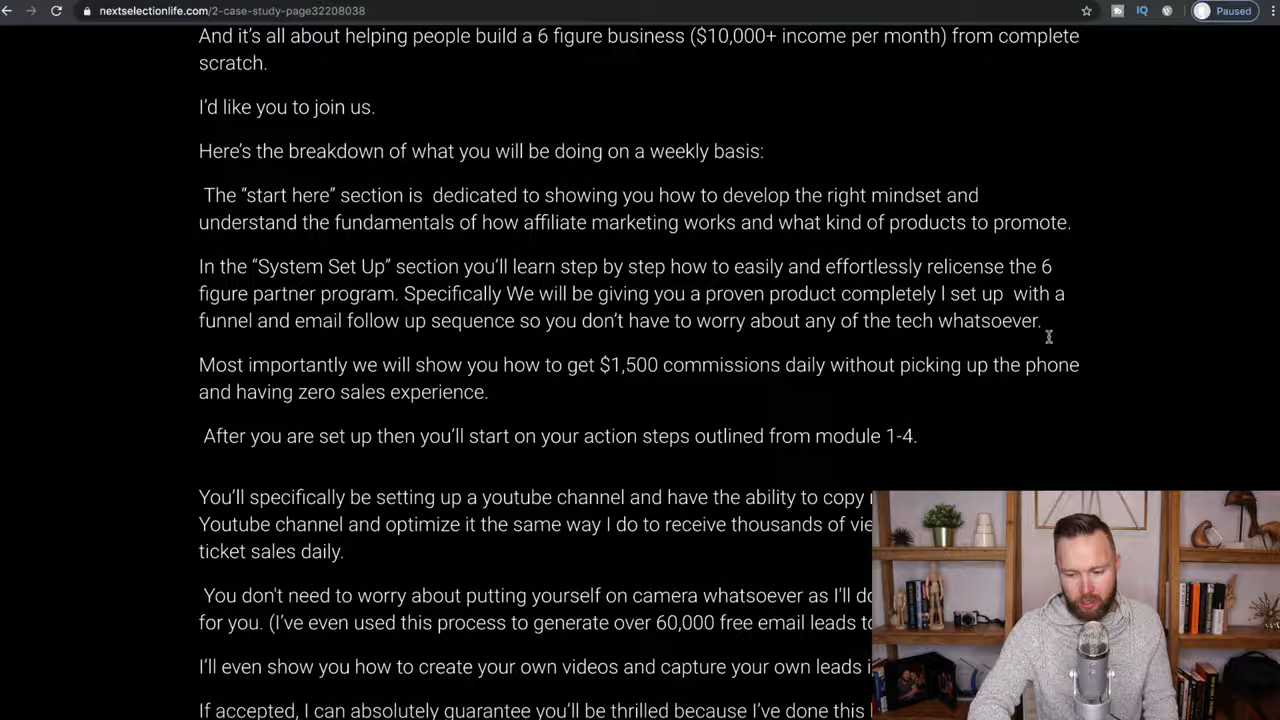 nextselectionlife.com/2-case-study-page32208038
IQ
Paused
And it's all about helping people build a 6 figure business ($10,000+ income per month) from complete
scratch.
I'd like you to join us.
Here's the breakdown of what you will be doing on a weekly basis:
The “start here” section is dedicated to showing you how to develop the right mindset and
understand the fundamentals of how affiliate marketing works and what kind of products to promote.
In the “System Set Up” section you'll learn step by step how to easily and effortlessly relicense the 6
figure partner program. Specifically We will be giving you a proven product completely l set up with a
funnel and email follow up sequence so you don't have to worry about any of the tech whatsoever.
Most importantly we will show you how to get $1,500 commissions daily without picking up the phone
and having zero sales experience.
After you are set up then you'll start on your action steps outlined from module 1-4.
You'll specifically be setting up a youtube channel and have the ability to copy
Youtube channel and optimize it the same way I do to receive thousands of
ticket sales daily.
You don't need to worry about putting yourself on camera whatsoever as I'll
for you. (I've even used this process to generate over 60,000 free email leads
I'll even show you how to create your own videos and capture your own leads
If accepted, I can absolutely guarantee you'll be thrilled because I've done this